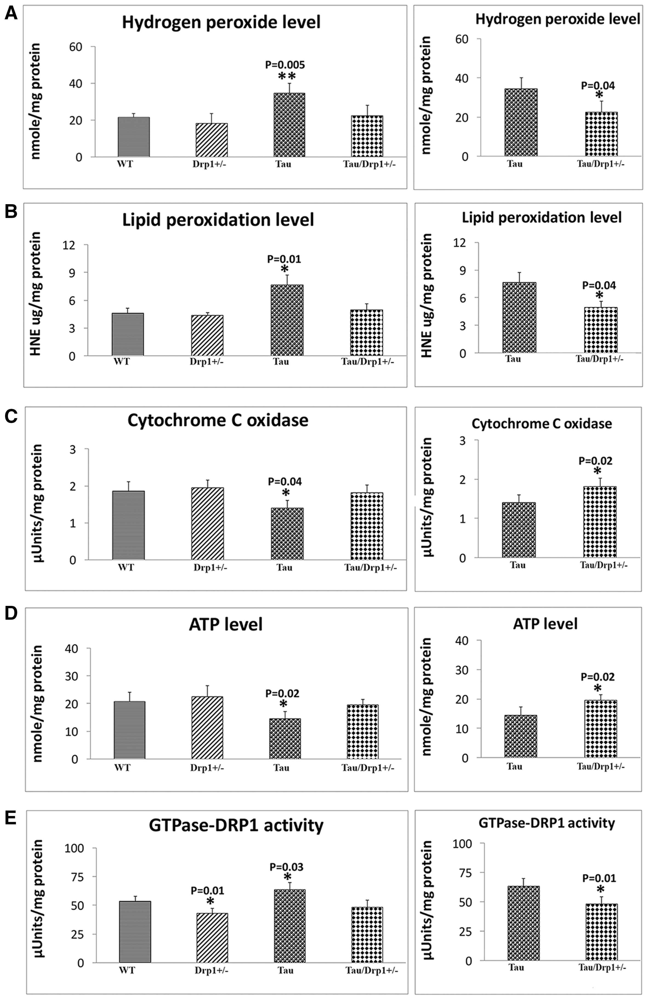 A
Hydrogen peroxide level
nmole/mg protein
60
40
20
0
P=0.005
**
WT Drp1+/- Tau Tau/Drp1+/-
Hydrogen peroxide level
nmole/mg protein
60
40
20
0
P=0.04
*
Tau Tau/Drp1+/-
B
Lipid peroxidation level
HNE ug/mg protein
12
9
6
3
0
P=0.01
*
WT Drp1+/- Tau Tau/Drp1+/-
Lipid peroxidation level
HNE ug/mg protein
12
9
6
3
0
P=0.04
*
Tau Tau/Drp1+/-
C
Cytochrome C oxidase
µUnits/mg protein
3
2
1
0
P=0.04
*
WT Drp1+/- Tau Tau/Drp1+/-
Cytochrome C oxidase
µUnits/mg protein
3
2
1
0
P=0.02
*
Tau Tau/Drp1+/-
D
ATP level
nmole/mg protein
40
30
20
10
0
P=0.02
*
WT Drp1+/- Tau Tau/Drp1+/-
ATP level
nmole/mg protein
40
30
20
10
0
P=0.02
*
Tau Tau/Drp1+/-
E
GTPase-DRP1 activity
µUnits/mg protein
100
75
50
25
0
P=0.01
*
P=0.03
*
WT Drp1+/- Tau Tau/Drp1+/-
GTPase-DRP1 activity
µUnits/mg protein
100
75
50
25
0
P=0.01
*
Tau Tau/Drp1+/-